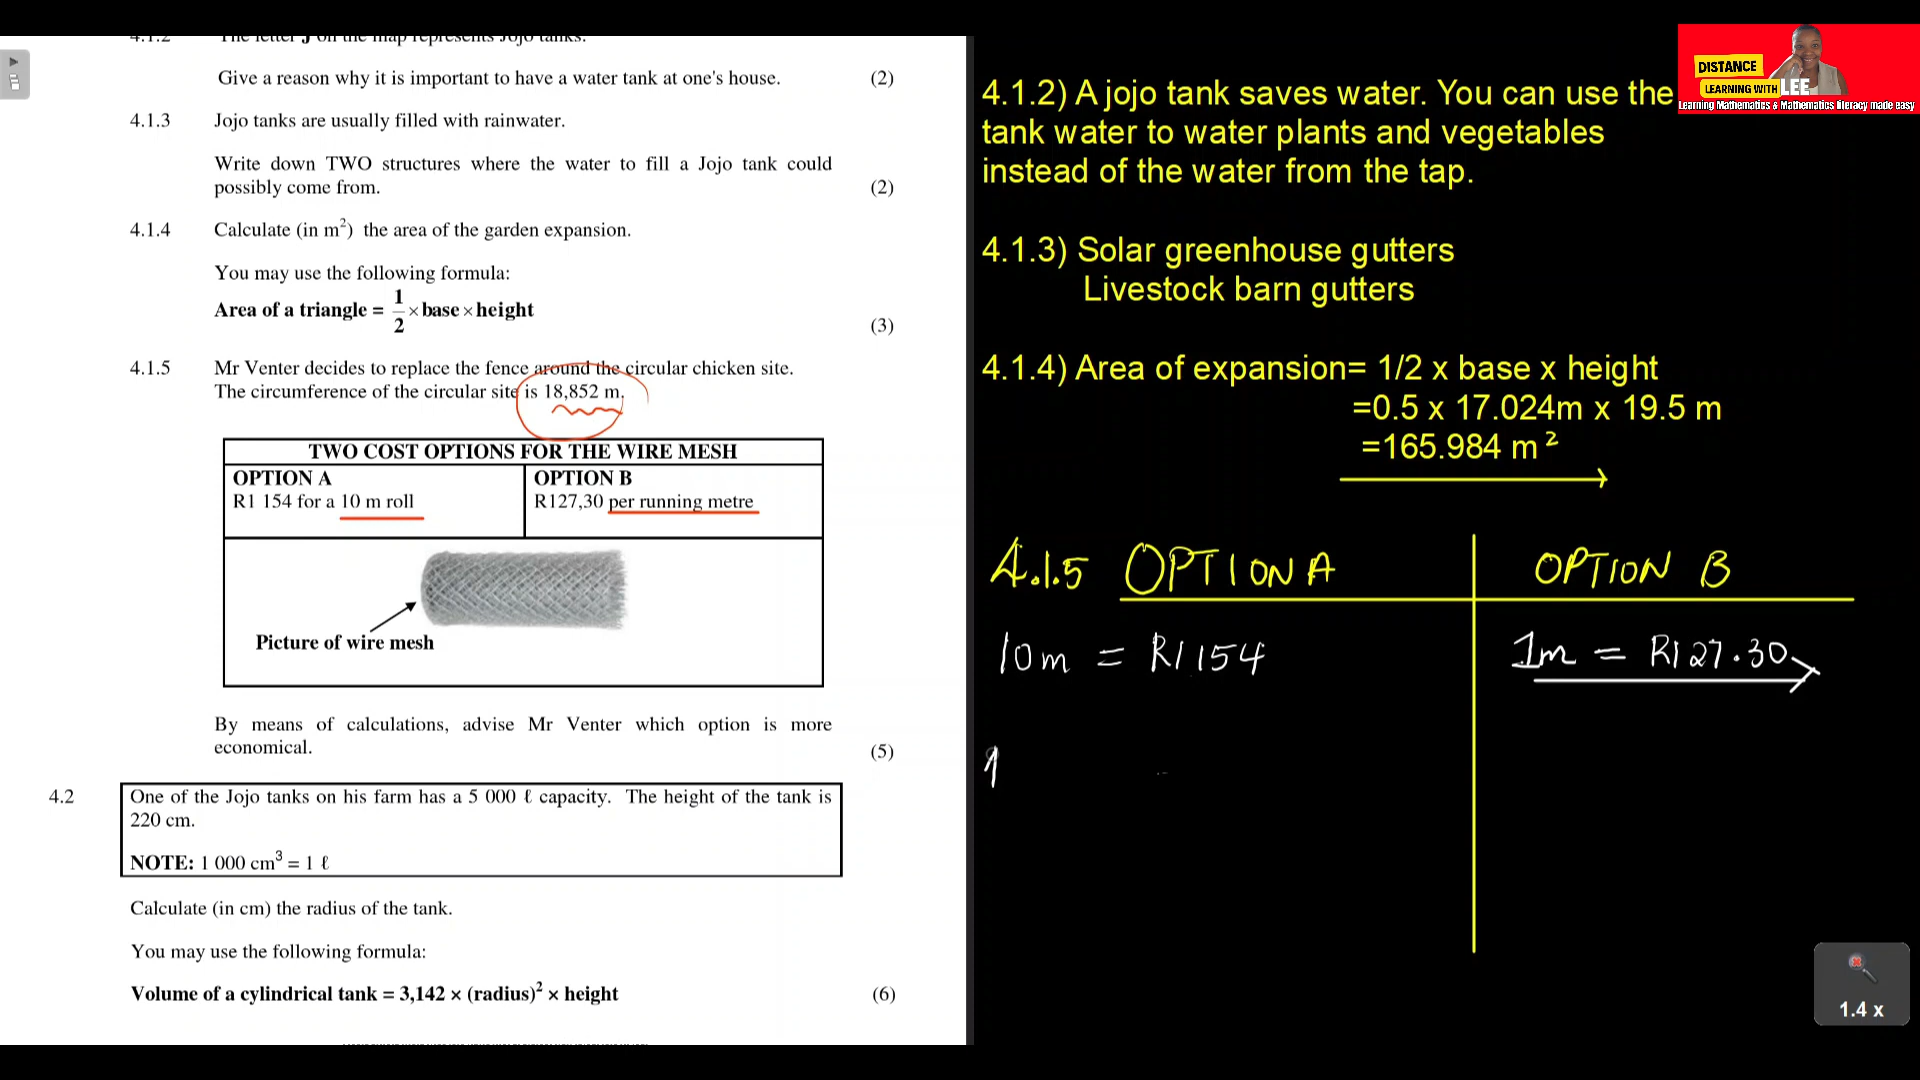 4.1.2 The letter J on the map represents Jojo tanks.
Give a reason why it is important to have a water tank at one's house. (2)
4.1.3 Jojo tanks are usually filled with rainwater.
Write down TWO structures where the water to fill a Jojo tank could
possibly come from. (2)
4.1.4 Calculate (in m²) the area of the garden expansion.
You may use the following formula:
Area of a triangle = 1/2 × base × height
(3)
4.1.5 Mr Venter decides to replace the fence around the circular chicken site.
The circumference of the circular site is 18,852 m.
TWO COST OPTIONS FOR THE WIRE MESH
OPTION A
R1 154 for a 10 m roll
OPTION B
R127,30 per running metre
Picture of wire mesh
By means of calculations, advise Mr Venter which option is more
economical. (5)
4.2 One of the Jojo tanks on his farm has a 5 000 ℓ capacity. The height of the tank is
220 cm.
NOTE: 1 000 cm³ = 1 ℓ
Calculate (in cm) the radius of the tank.
You may use the following formula:
Volume of a cylindrical tank = 3,142 × (radius)² × height (6)
DISTANCE
LEARNING WITH LEE
Learning Mathematics & Mathematics literacy made easy
4.1.2) A jojo tank saves water. You can use the
tank water to water plants and vegetables
instead of the water from the tap.
4.1.3) Solar greenhouse gutters
Livestock barn gutters
4.1.4) Area of expansion= 1/2 x base x height
=0.5 x 17.024m x 19.5 m
=165.984 m²
4.1.5 OPTION A
10m = R1154
1
OPTION B
1m = R127.30
1.4 x